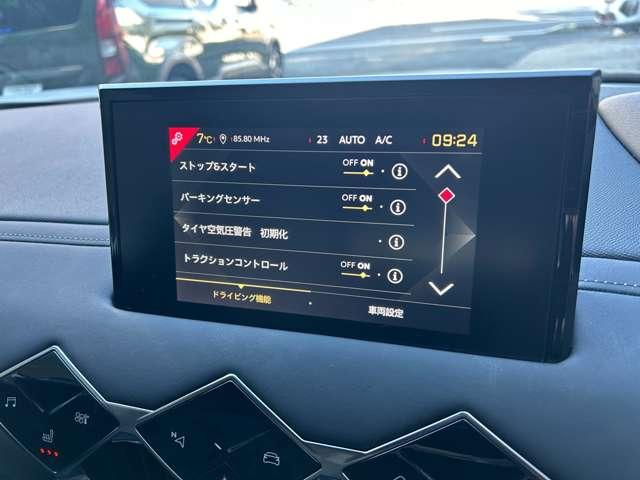 7°C 85.80 MHz 23 AUTO A/C 09:24
ストップ&スタート OFF ON
パーキングセンサー OFF ON
タイヤ空気圧警告 初期化
トラクションコントロール OFF ON
ドライビング機能 車両設定
N